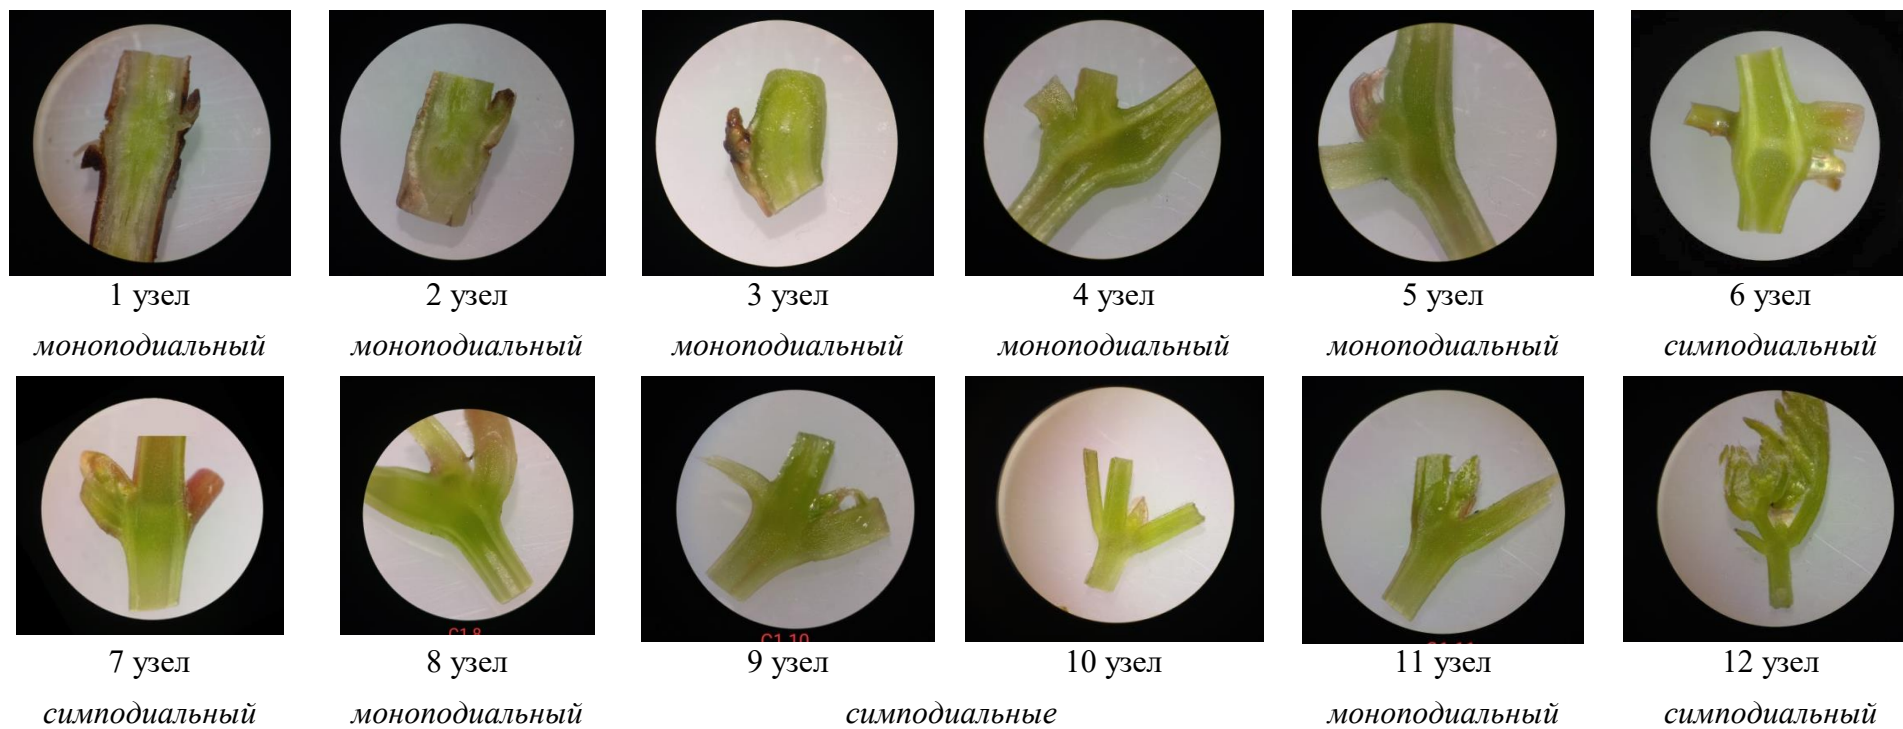 1 узел 2 узел 3 узел 4 узел 5 узел 6 узел
моноподиальный моноподиальный моноподиальный моноподиальный моноподиальный симподиальный
7 узел 8 узел 9 узел 10 узел 11 узел 12 узел
симподиальный моноподиальный симподиальные моноподиальный симподиальный